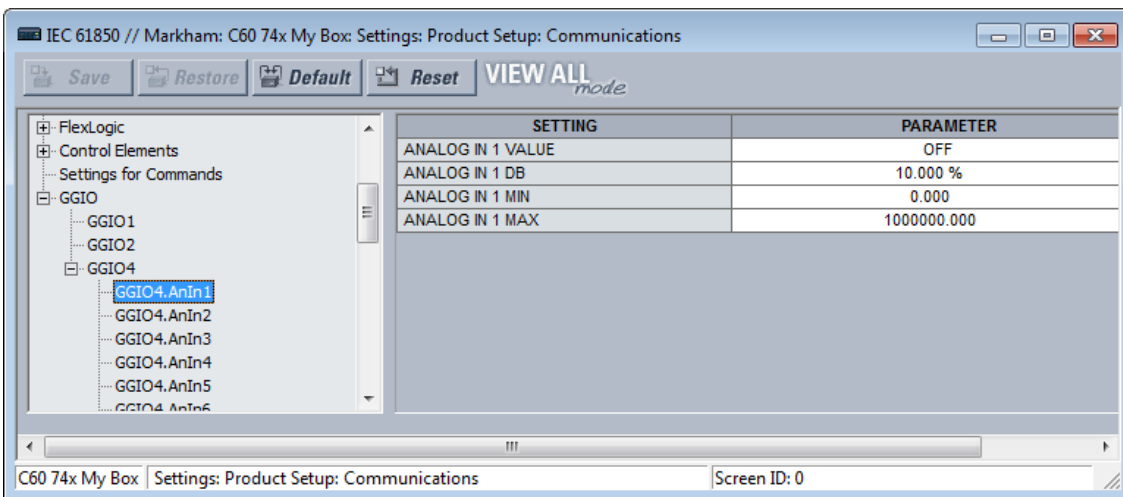 IEC 61850 // Markham: C60 74x My Box: Settings: Product Setup: Communications
Save Restore Default Reset VIEW ALL mode
FlexLogic
Control Elements
Settings for Commands
GGIO
GGIO1
GGIO2
GGIO4
GGIO4.AnIn1
GGIO4.AnIn2
GGIO4.AnIn3
GGIO4.AnIn4
GGIO4.AnIn5
GGIO4.AnIn6
SETTING PARAMETER
ANALOG IN 1 VALUE OFF
ANALOG IN 1 DB 10.000 %
ANALOG IN 1 MIN 0.000
ANALOG IN 1 MAX 1000000.000
C60 74x My Box Settings: Product Setup: Communications Screen ID: 0